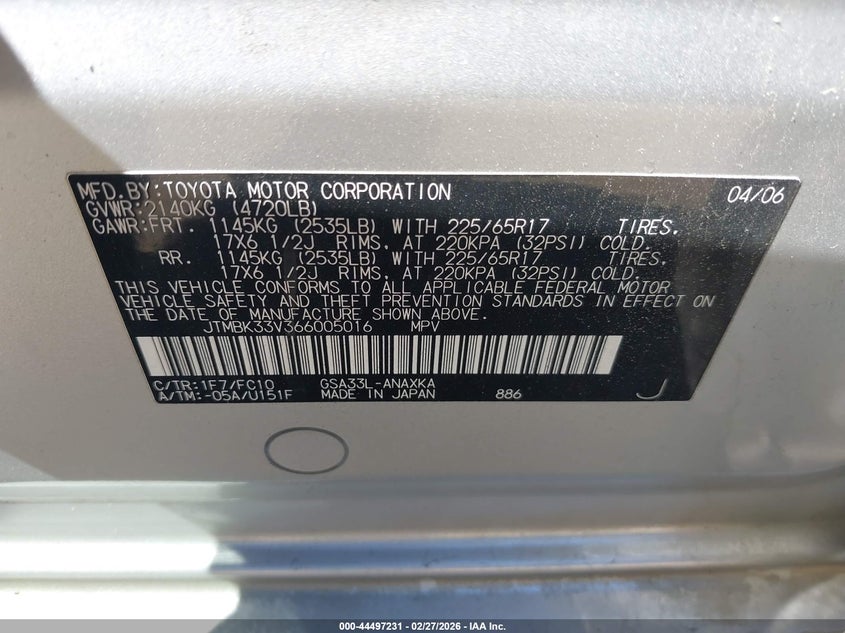 MFD.BY:TOYOTA MOTOR CORPORATION 04/06
GVWR:2140KG (4720LB)
GAWR:FRT. 1145KG (2535LB) WITH 225/65R17 TIRES,
17X6 1/2J RIMS, AT 220KPA (32PSI) COLD.
RR. 1145KG (2535LB) WITH 225/65R17 TIRES,
17X6 1/2J RIMS, AT 220KPA (32PSI) COLD.
THIS VEHICLE CONFORMS TO ALL APPLICABLE FEDERAL MOTOR
VEHICLE SAFETY AND THEFT PREVENTION STANDARDS IN EFFECT ON
THE DATE OF MANUFACTURE SHOWN ABOVE.
JTMBK33V366005016 MPV
C/TR:1F7/FC10 GSA33L-ANAXKA
A/TM:-05A/U151F MADE IN JAPAN 886 J
000-44497231 - 02/27/2026 - IAA Inc.